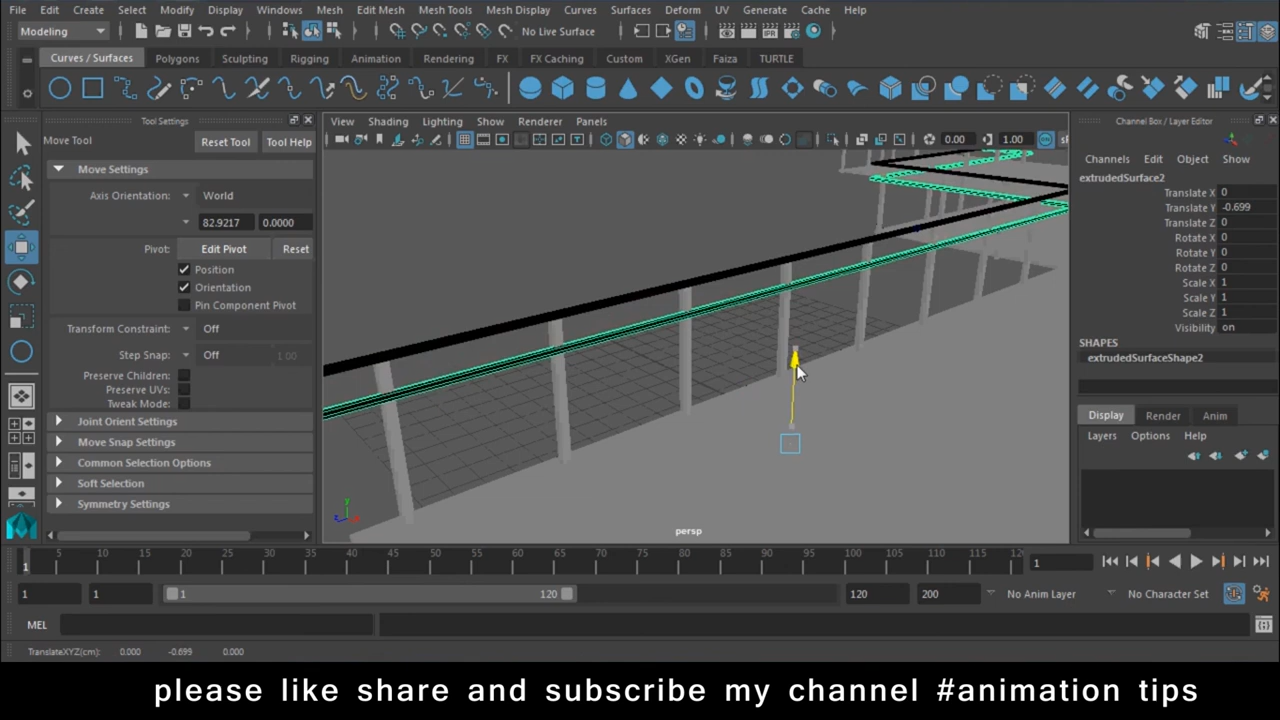 File Edit Create Select Modify Display Windows Mesh Edit Mesh Mesh Tools Mesh Display Curves Surfaces Deform UV Generate Cache Help
Modeling No Live Surface
Curves / Surfaces Polygons Sculpting Rigging Animation Rendering FX FX Caching Custom XGen Faiza TURTLE
Tool Settings
Move Tool Reset Tool Tool Help
Move Settings
Axis Orientation: World
82.9217 0.0000
Pivot: Edit Pivot Reset
Position
Orientation
Pin Component Pivot
Transform Constraint: Off
Step Snap: Off 1.00
Preserve Children:
Preserve UVs:
Tweak Mode:
Joint Orient Settings
Move Snap Settings
Common Selection Options
Soft Selection
Symmetry Settings
View Shading Lighting Show Renderer Panels
0.00 1.00
persp
Channel Box / Layer Editor
Channels Edit Object Show
extrudedSurface2
Translate X 0
Translate Y -0.699
Translate Z 0
Rotate X 0
Rotate Y 0
Rotate Z 0
Scale X 1
Scale Y 1
Scale Z 1
Visibility on
SHAPES
extrudedSurfaceShape2
Display Render Anim
Layers Options Help
5 10 15 20 25 30 35 40 45 50 55 60 65 70 75 80 85 90 95 100 105 110 115 12
1 1
1 1 1 120 120 200 No Anim Layer No Character Set
MEL
TranslateXYZ(cm): 0.000 -0.699 0.000
please like share and subscribe my channel #animation tips